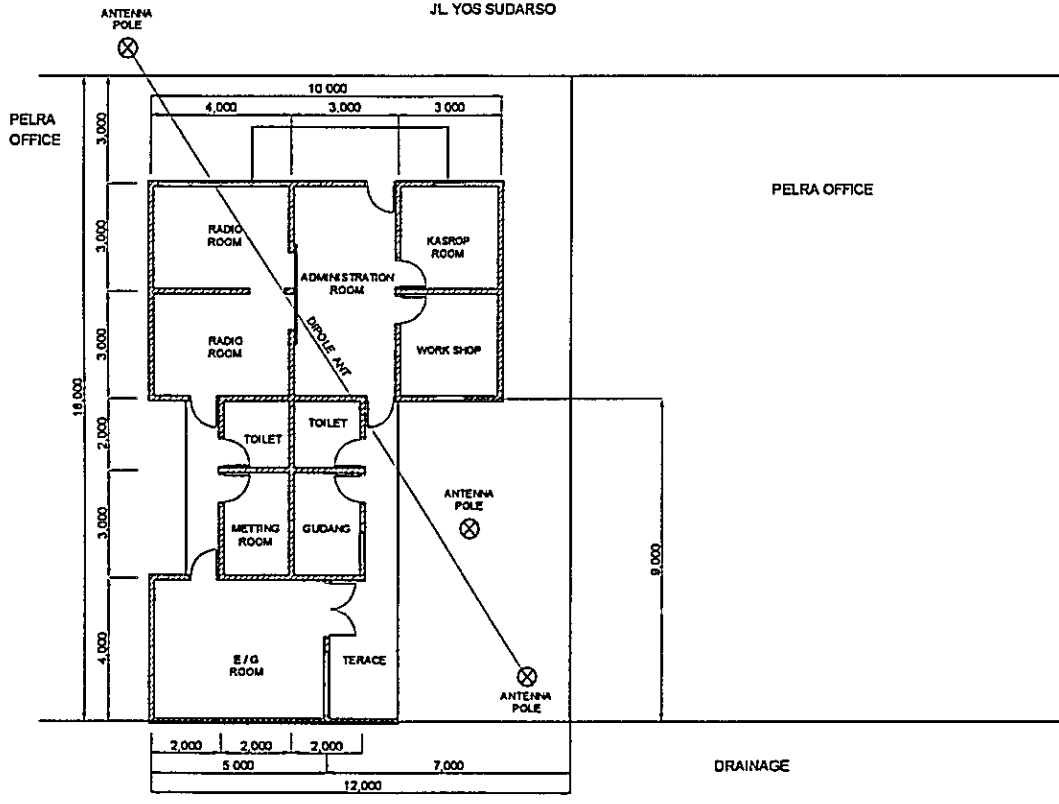 JL. YOS SUDARSO
ANTENNA
POLE
10 000
4,000
3,000
3 000
PELRA
OFFICE
3,000
PELRA OFFICE
RADIO
ROOM
KASROP
ROOM
3,000
ADMINISTRATION
ROOM
RADIO
ROOM
DIPOLE ANT
WORK SHOP
3,000
18,000
TOILET
TOILET
2,000
ANTENNA
POLE
METTING
ROOM
GUDANG
3,000
9,000
E / G
ROOM
TERACE
4,000
ANTENNA
POLE
2,000
2,000
2,000
5 000
7,000
12,000
DRAINAGE